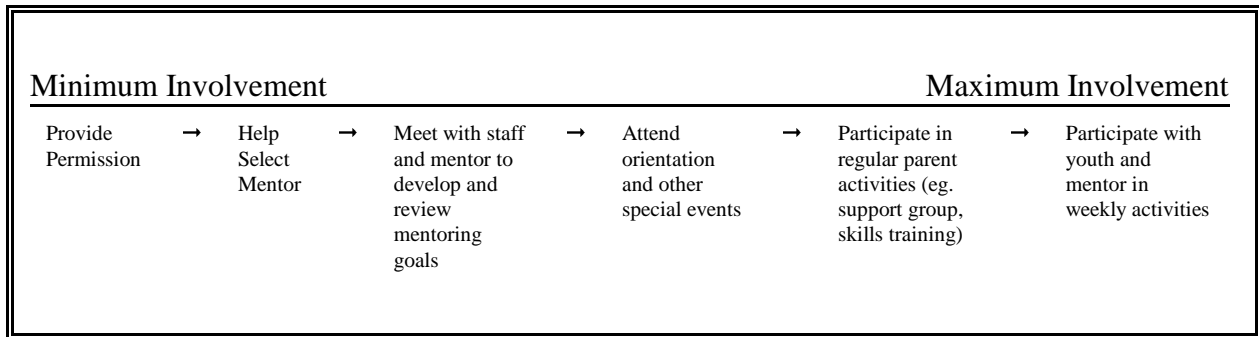 Minimum Involvement
Maximum Involvement
Provide
Permission
➞
Help
Select
Mentor
➞
Meet with staff
and mentor to
develop and
review
mentoring
goals
➞
Attend
orientation
and other
special events
➞
Participate in
regular parent
activities (eg.
support group,
skills training)
➞
Participate with
youth and
mentor in
weekly activities